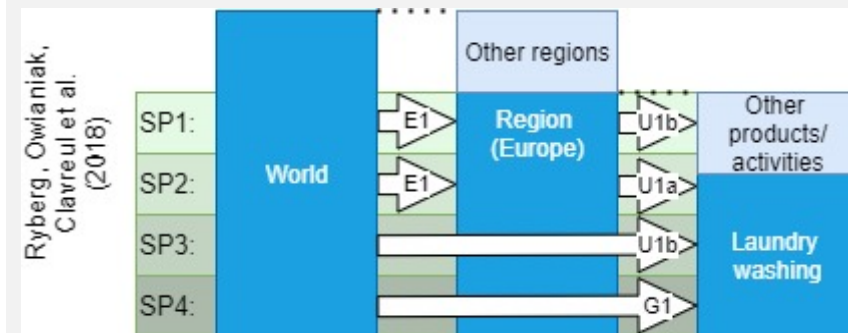 Ryberg, Owianiak,
Clavreul et al.
(2018)
Other regions
SP1:
E1
Region
(Europe)
U1b
Other
products/
activities
World
SP2:
E1
U1a
SP3:
U1b
Laundry
washing
SP4:
G1